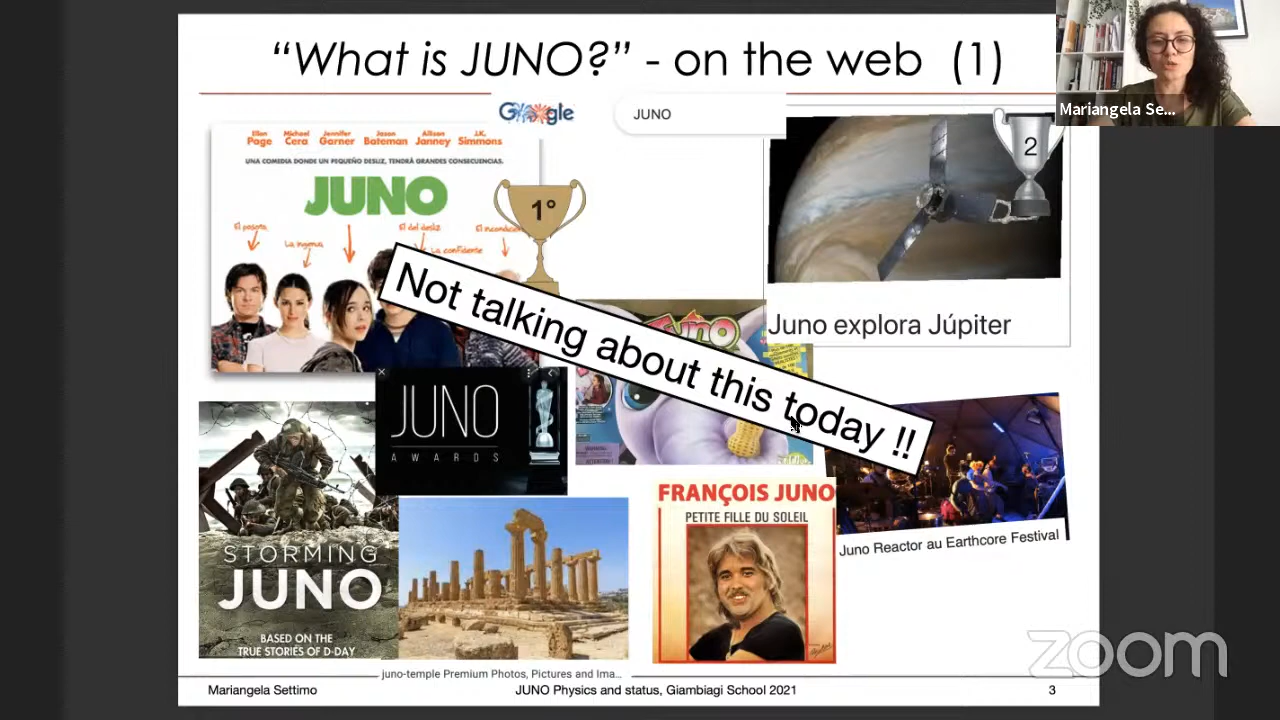 “What is JUNO?” - on the web (1)
Mariangela Se...
Google
JUNO
Ellen Page
Michael Cera
Jennifer Garner
Jason Bateman
Allison Janney
J.K. Simmons
UNA COMEDIA DONDE UN PEQUEÑO DESLIZ, TENDRÁ GRANDES CONSECUENCIAS.
JUNO
El pasota
La ingenua
El del desliz
La confidente
1°
2
Juno explora Júpiter
Not talking about this today !!
Juno
JUNO
AWARDS
STORMING
JUNO
BASED ON THE
TRUE STORIES OF D-DAY
FRANÇOIS JUNO
PETITE FILLE DU SOLEIL
Juno Reactor au Earthcore Festival
juno-temple Premium Photos, Pictures and Ima...
zoom
Mariangela Settimo
JUNO Physics and status, Giambiagi School 2021
3